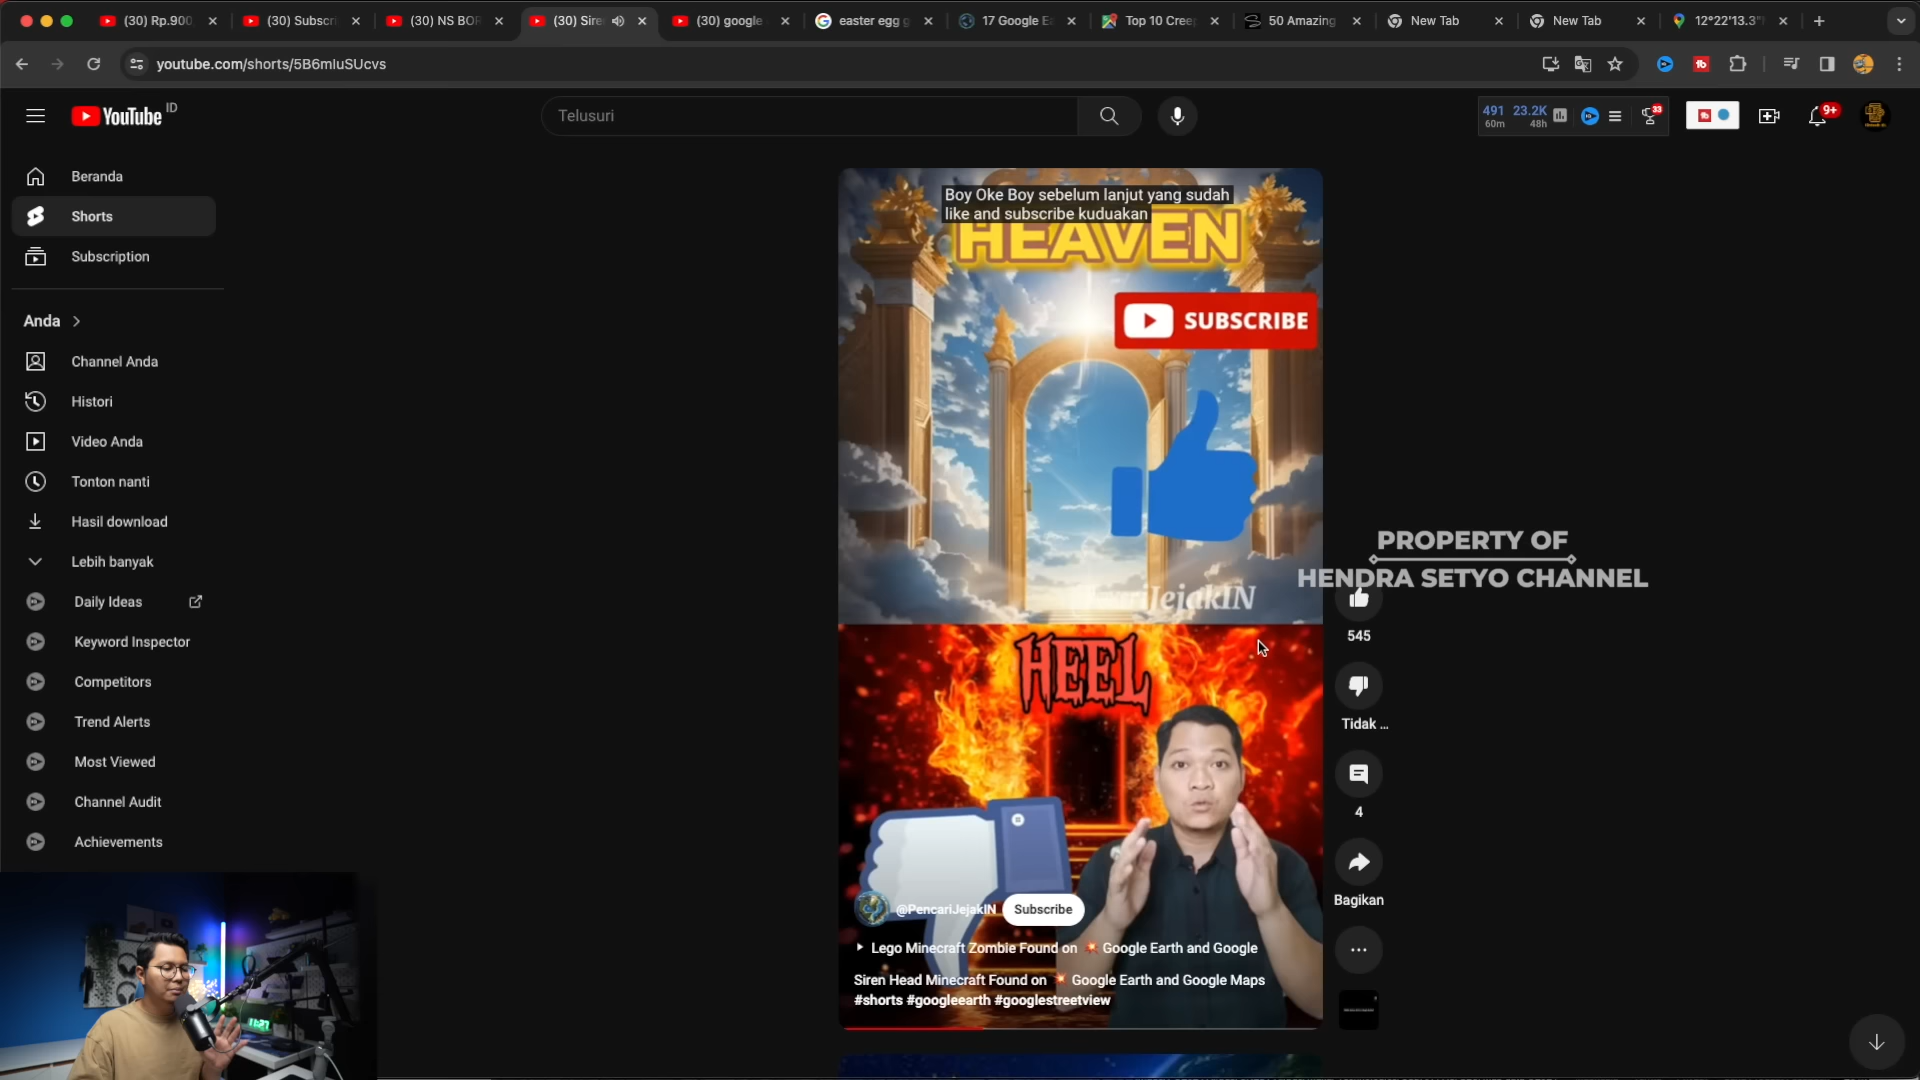 (30) Rp.900
(30) Subscri
(30) NS BOR
(30) Sire
(30) google
easter egg g
17 Google Ea
Top 10 Cree
50 Amazing
New Tab
New Tab
12°22'13.3"
youtube.com/shorts/5B6mluSUcvs
YouTube ID
Telusuri
491 23.2K
60m 48h
33
9+
Beranda
Shorts
Subscription
Anda
Channel Anda
Histori
Video Anda
Tonton nanti
Hasil download
Lebih banyak
Daily Ideas
Keyword Inspector
Competitors
Trend Alerts
Most Viewed
Channel Audit
Achievements
Boy Oke Boy sebelum lanjut yang sudah
like and subscribe kuduakan
HEAVEN
SUBSCRIBE
PROPERTY OF
HENDRA SETYO CHANNEL
HEEL
@PencariJejakIN Subscribe
Lego Minecraft Zombie Found on 💥 Google Earth and Google
Siren Head Minecraft Found on 💥 Google Earth and Google Maps
#shorts #googleearth #googlestreetview
545
Tidak ...
4
Bagikan
11:27